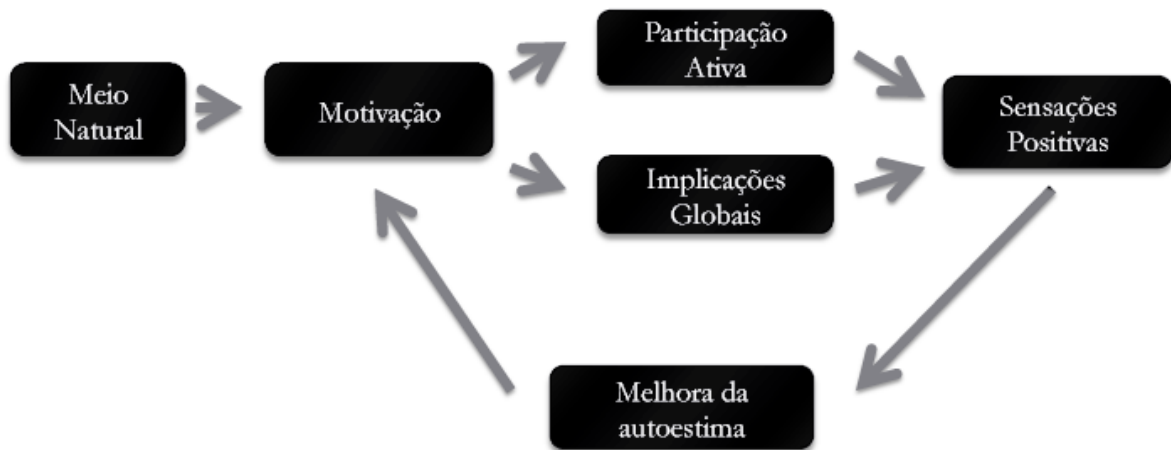 Meio
Natural
Motivação
Participação
Ativa
Implicações
Globais
Sensações
Positivas
Melhora da
autoestima